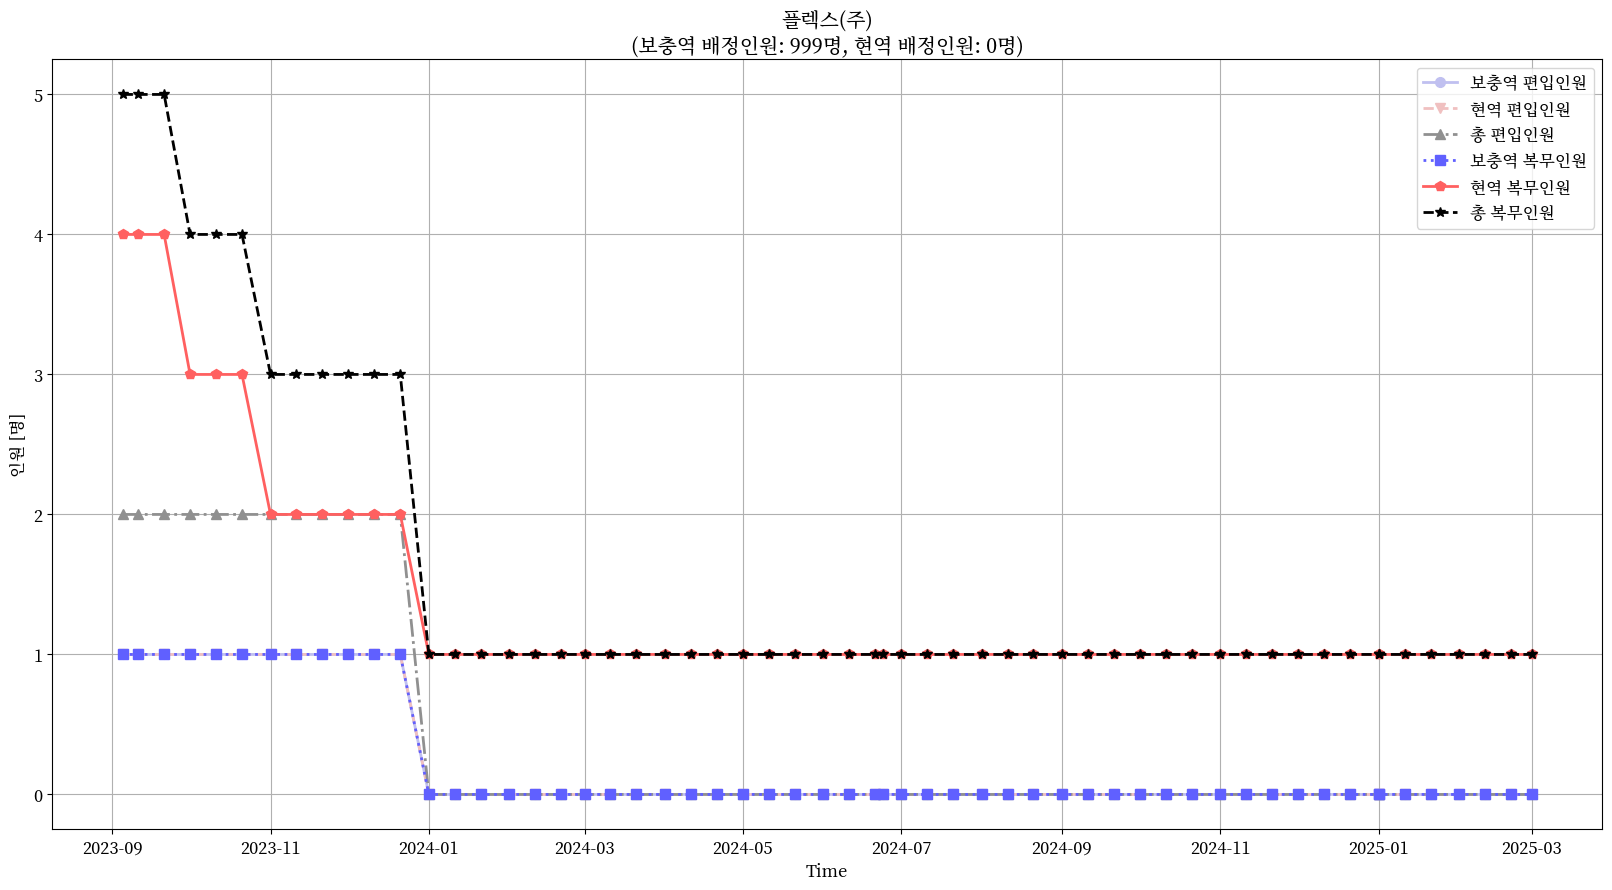 플렉스(주)
(보충역 배정인원: 999명, 현역 배정인원: 0명)
보충역 편입인원
현역 편입인원
총 편입인원
보충역 복무인원
현역 복무인원
총 복무인원
5
4
3
2
1
0
인원 [명]
2023-09
2023-11
2024-01
2024-03
2024-05
2024-07
2024-09
2024-11
2025-01
2025-03
Time